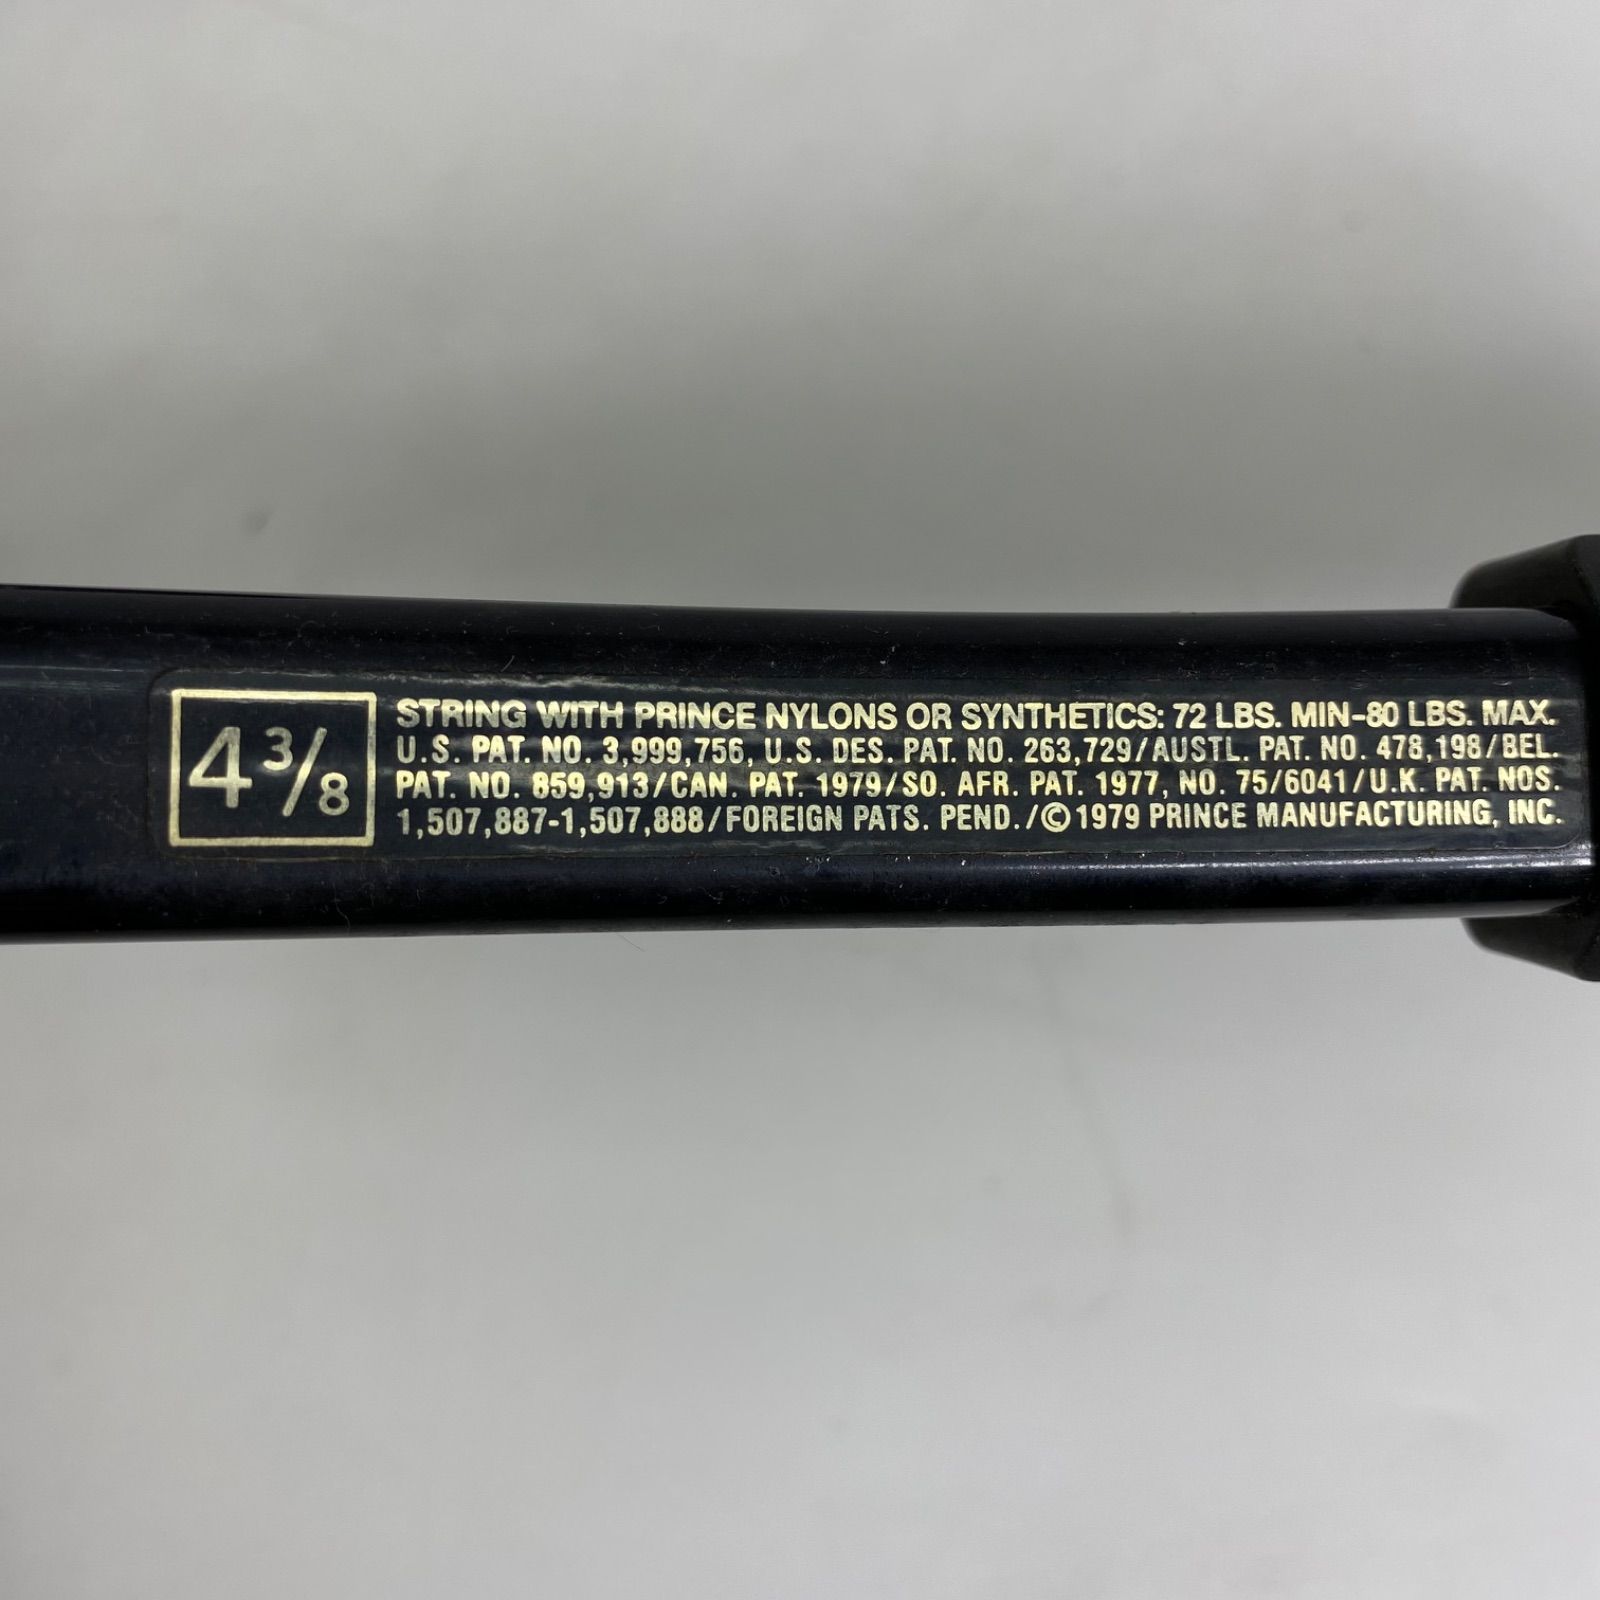 4 3/8
STRING WITH PRINCE NYLONS OR SYNTHETICS: 72 LBS. MIN-80 LBS. MAX.
U.S. PAT. NO. 3,999,756, U.S. DES. PAT. NO. 263,729/AUSTL. PAT. NO. 478,198/BEL.
PAT. NO. 859,913/CAN. PAT. 1979/SO. AFR. PAT. 1977, NO. 75/6041/U.K. PAT. NOS.
1,507,887-1,507,888/FOREIGN PATS. PEND./©1979 PRINCE MANUFACTURING, INC.